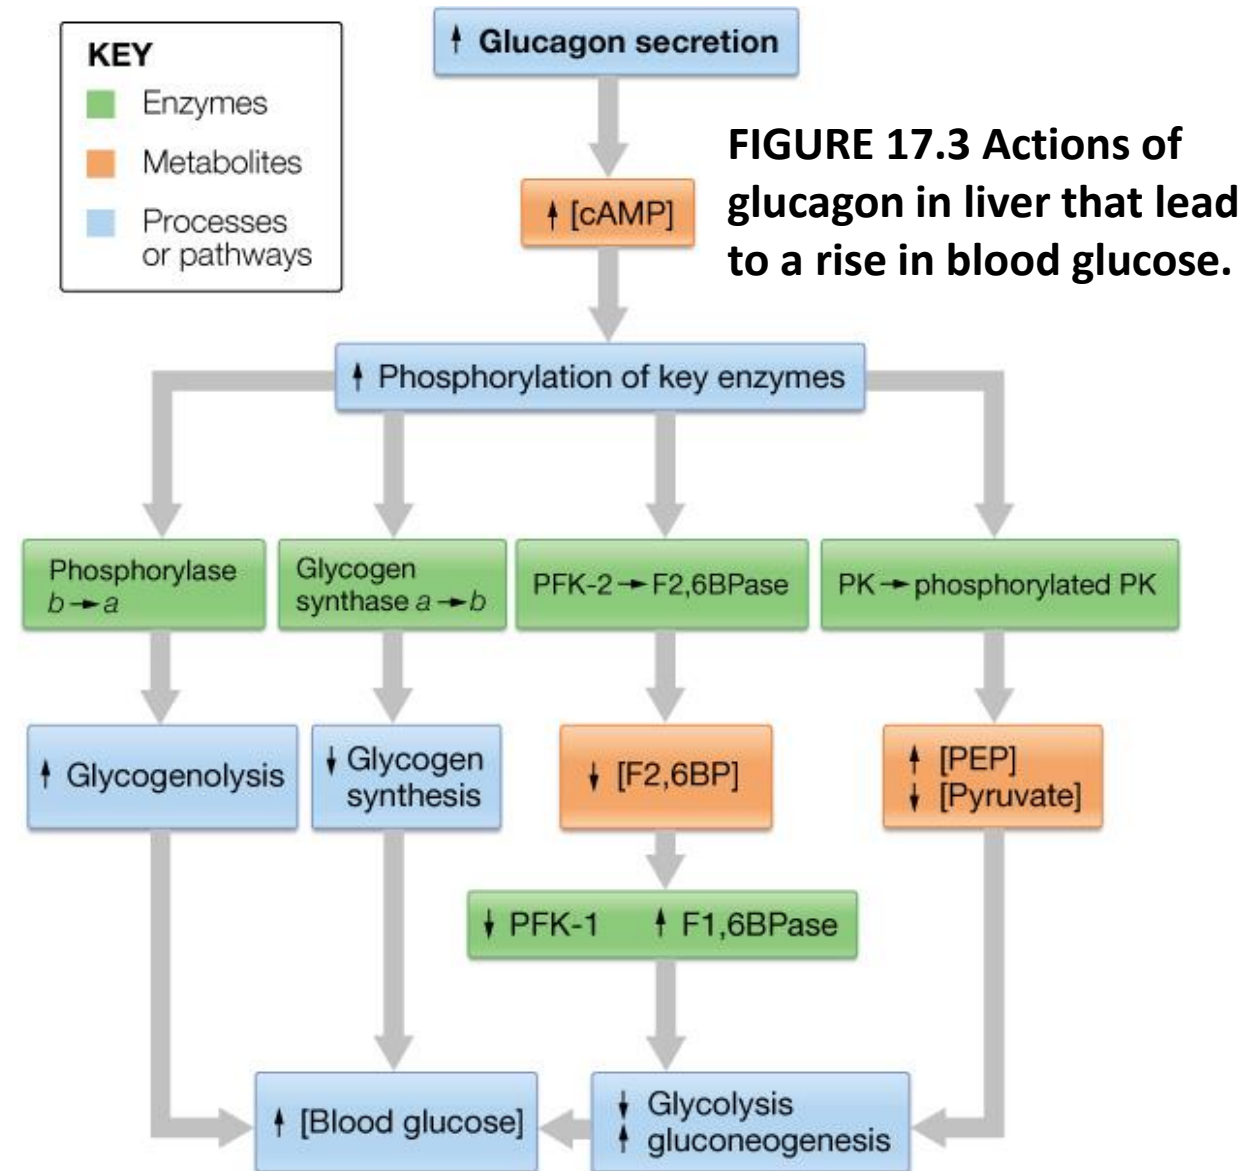 KEY
Enzymes
Metabolites
Processes
or pathways
↑ Glucagon secretion
FIGURE 17.3 Actions of
glucagon in liver that lead
to a rise in blood glucose.
↑ [cAMP]
↑ Phosphorylation of key enzymes
Phosphorylase
b → a
Glycogen
synthase a → b
PFK-2 → F2,6BPase
PK → phosphorylated PK
↑ Glycogenolysis
↓ Glycogen
synthesis
↓ [F2,6BP]
↑ [PEP]
↓ [Pyruvate]
↓ PFK-1 ↑ F1,6BPase
↑ [Blood glucose]
↓ Glycolysis
↑ gluconeogenesis